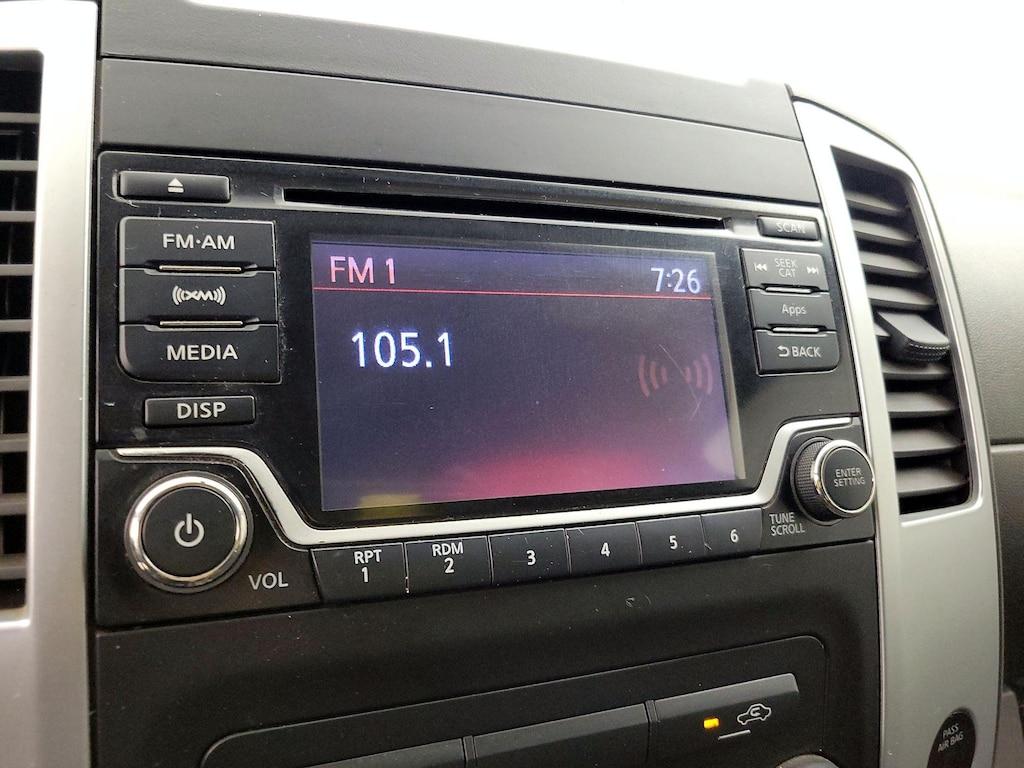 SCAN
FM·AM
FM 1
7:26
SEEK
CAT
XM
Apps
105.1
MEDIA
BACK
DISP
ENTER
SETTING
TUNE
SCROLL
VOL
RPT
1
RDM
2
3
4
5
6
PASS
AIR BAG